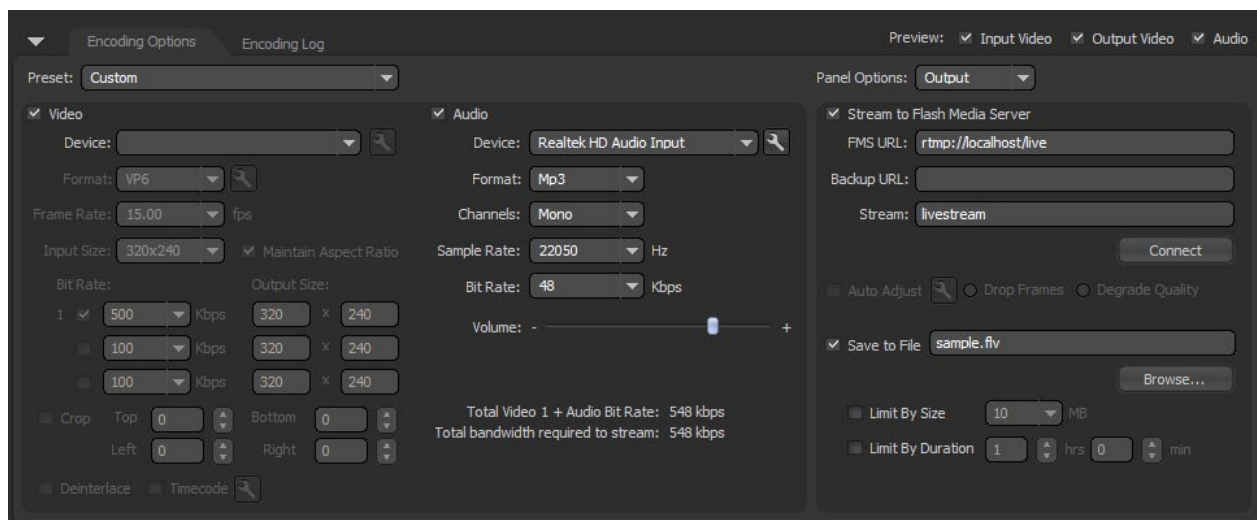 Encoding Options Encoding Log Preview: Input Video Output Video Audio
Preset: Custom Panel Options: Output
Video
Device:
Format: VP6
Frame Rate: 15.00 fps
Input Size: 320x240 Maintain Aspect Ratio
Bit Rate: Output Size:
1 500 Kbps 320 x 240
100 Kbps 320 x 240
100 Kbps 320 x 240
Crop Top 0 Bottom 0
Left 0 Right 0
Deinterlace Timecode
Audio
Device: Realtek HD Audio Input
Format: Mp3
Channels: Mono
Sample Rate: 22050 Hz
Bit Rate: 48 Kbps
Volume: - +
Total Video 1 + Audio Bit Rate: 548 kbps
Total bandwidth required to stream: 548 kbps
Stream to Flash Media Server
FMS URL: rtmp://localhost/live
Backup URL:
Stream: livestream
Connect
Auto Adjust Drop Frames Degrade Quality
Save to File sample.flv
Browse...
Limit By Size 10 MB
Limit By Duration 1 hrs 0 min